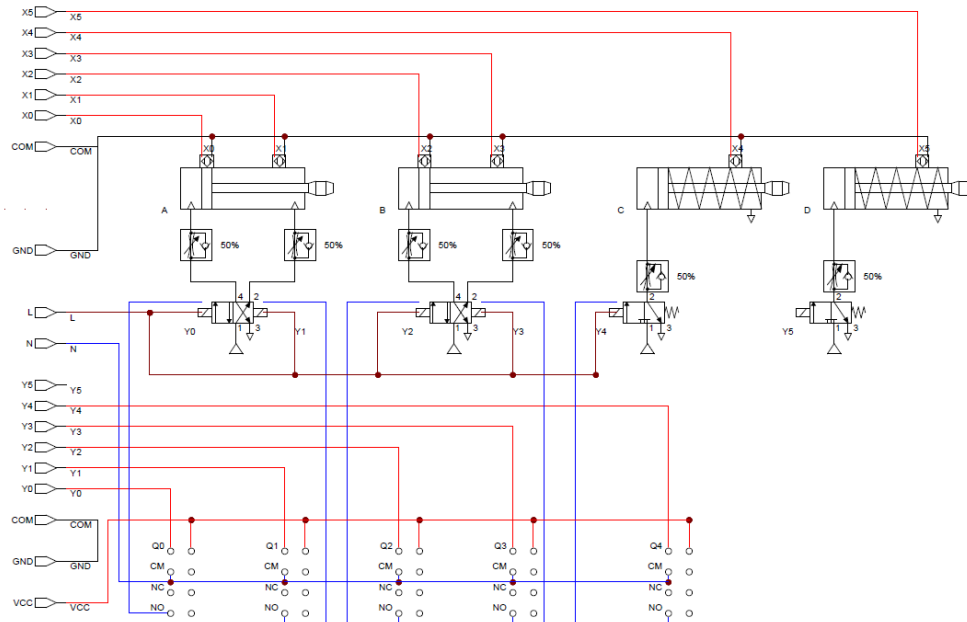 X5 X5
X4 X4
X3 X3
X2 X2
X1 X1
X0 X0
COM COM
X0 X1 X2 X3 X4 X5
A B C D
GND GND
50% 50% 50% 50% 50% 50%
4 2 4 2 2 2
L L
Y0 1 3 Y1 Y2 1 3 Y3 Y4 1 3 Y5 1 3
N N
Y5 Y5
Y4 Y4
Y3 Y3
Y2 Y2
Y1 Y1
Y0 Y0
COM COM
Q0 Q1 Q2 Q3 Q4
GND GND
CM CM CM CM CM
NC NC NC NC NC
VCC VCC
NO NO NO NO NO